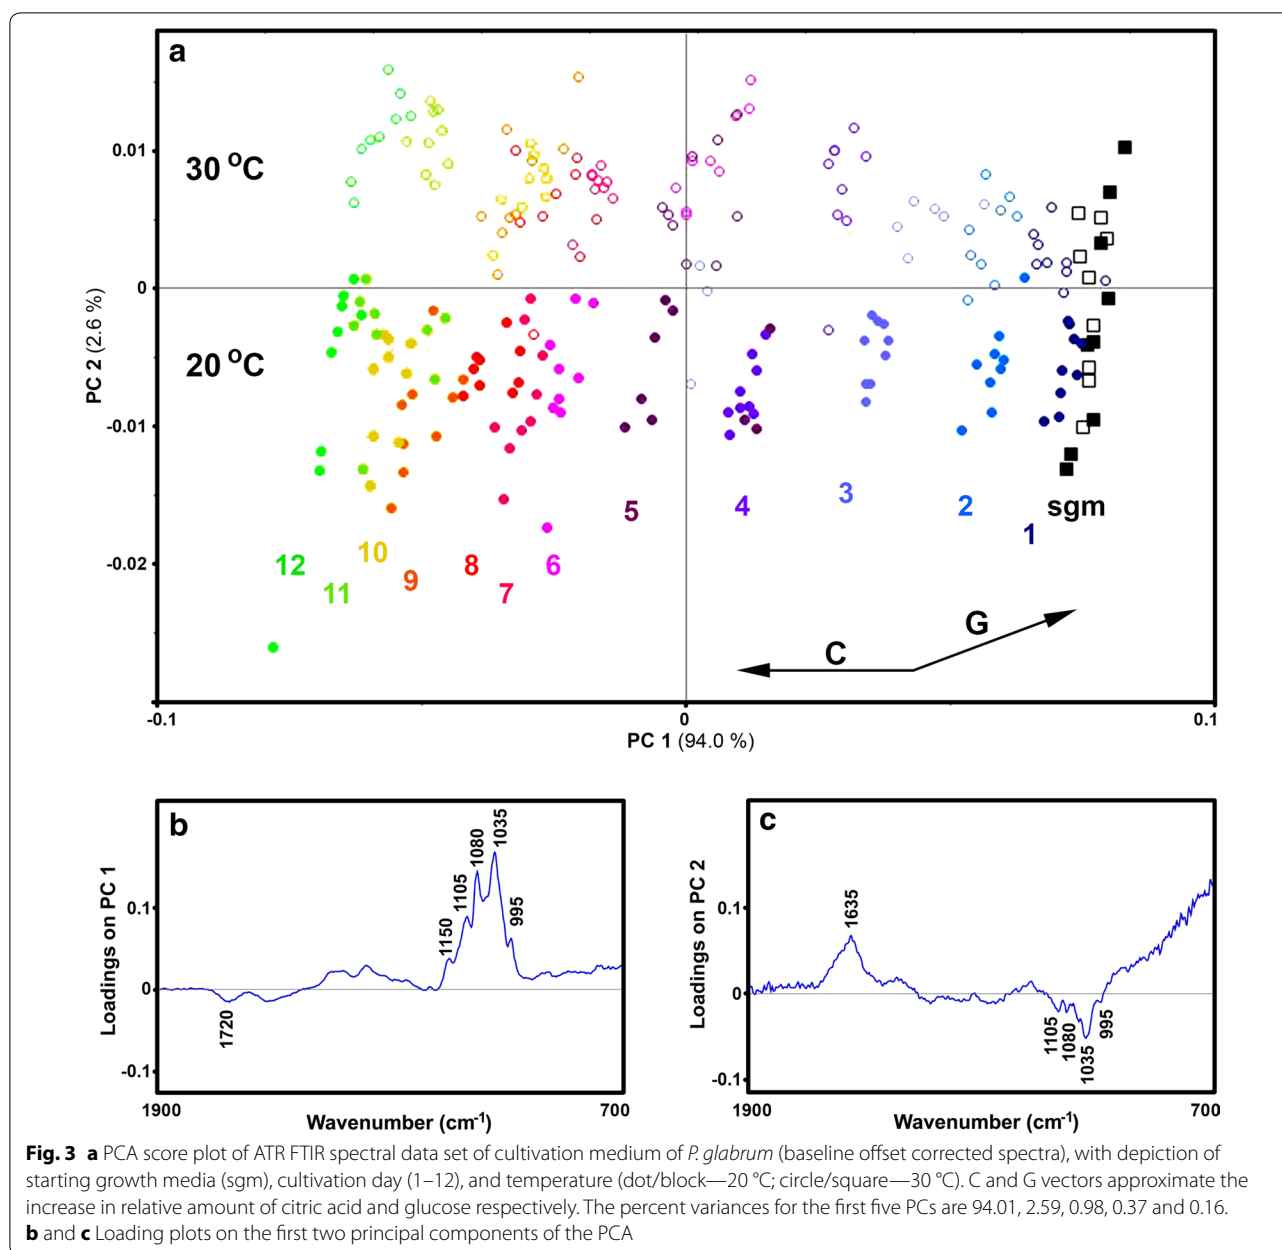 a
30 °C
20 °C
0.01
0
-0.01
-0.02
PC 2 (2.6 %)
12
11
10
9
8
7
6
5
4
3
2
1
sgm
C
G
-0.1
0
0.1
PC 1 (94.0 %)
b
Loadings on PC 1
0.1
0
-0.1
1720
1150
1105
1080
1035
995
1900
700
Wavenumber (cm-1)
c
Loadings on PC 2
0.1
0
-0.1
1635
1105
1080
1035
995
1900
700
Wavenumber (cm-1)
Fig. 3 a PCA score plot of ATR FTIR spectral data set of cultivation medium of P. glabrum (baseline offset corrected spectra), with depiction of
starting growth media (sgm), cultivation day (1–12), and temperature (dot/block—20 °C; circle/square—30 °C). C and G vectors approximate the
increase in relative amount of citric acid and glucose respectively. The percent variances for the first five PCs are 94.01, 2.59, 0.98, 0.37 and 0.16.
b and c Loading plots on the first two principal components of the PCA